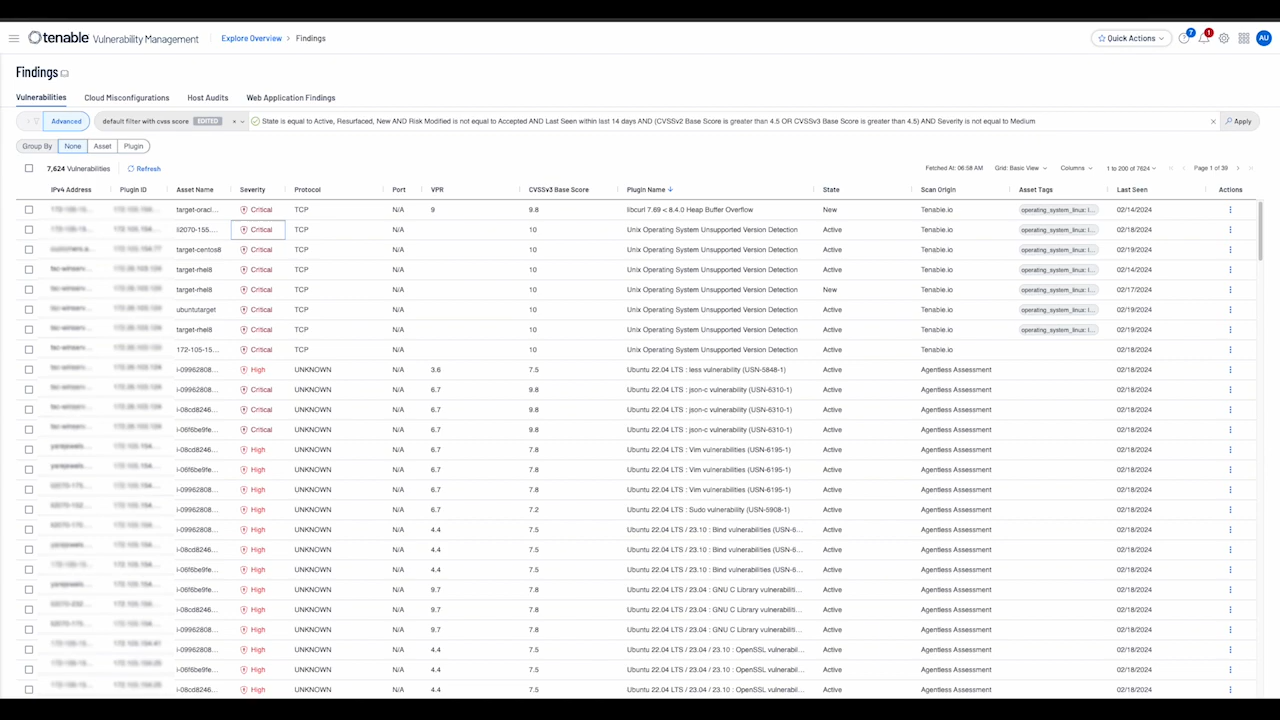 tenable Vulnerability Management Explore Overview > Findings Quick Actions 7 1 AU
Findings
Vulnerabilities Cloud Misconfigurations Host Audits Web Application Findings
Advanced default filter with cvss score EDITED × State is equal to Active, Resurfaced, New AND Risk Modified is not equal to Accepted AND Last Seen within last 14 days AND (CVSSv2 Base Score is greater than 4.5 OR CVSSv3 Base Score is greater than 4.5) AND Severity is not equal to Medium × Apply
Group By None Asset Plugin
7,624 Vulnerabilities Refresh Fetched At: 06:58 AM Grid: Basic View Columns 1 to 200 of 7624 Page 1 of 39
IPv4 Address Plugin ID Asset Name Severity Protocol Port VPR CVSSv3 Base Score Plugin Name State Scan Origin Asset Tags Last Seen Actions
target-oracl... Critical TCP N/A 9 9.8 libcurl 7.69 < 8.4.0 Heap Buffer Overflow New Tenable.io operating_system_linux: l... 02/14/2024
li2070-155.... Critical TCP N/A 10 Unix Operating System Unsupported Version Detection Active Tenable.io operating_system_linux: l... 02/18/2024
target-centos8 Critical TCP N/A 10 Unix Operating System Unsupported Version Detection Active Tenable.io operating_system_linux: l... 02/19/2024
target-rhel8 Critical TCP N/A 10 Unix Operating System Unsupported Version Detection Active Tenable.io operating_system_linux: l... 02/14/2024
target-rhel8 Critical TCP N/A 10 Unix Operating System Unsupported Version Detection New Tenable.io operating_system_linux: l... 02/17/2024
ubuntutarget Critical TCP N/A 10 Unix Operating System Unsupported Version Detection Active Tenable.io operating_system_linux: l... 02/19/2024
target-rhel8 Critical TCP N/A 10 Unix Operating System Unsupported Version Detection Active Tenable.io operating_system_linux: l... 02/19/2024
172-105-15... Critical TCP N/A 10 Unix Operating System Unsupported Version Detection Active Tenable.io 02/18/2024
i-09962808... High UNKNOWN N/A 3.6 7.5 Ubuntu 22.04 LTS : less vulnerability (USN-5848-1) Active Agentless Assessment 02/18/2024
i-09962808... Critical UNKNOWN N/A 6.7 9.8 Ubuntu 22.04 LTS : json-c vulnerability (USN-6310-1) Active Agentless Assessment 02/18/2024
i-08cd8246... Critical UNKNOWN N/A 6.7 9.8 Ubuntu 22.04 LTS : json-c vulnerability (USN-6310-1) Active Agentless Assessment 02/18/2024
i-06f6be9fe... Critical UNKNOWN N/A 6.7 9.8 Ubuntu 22.04 LTS : json-c vulnerability (USN-6310-1) Active Agentless Assessment 02/18/2024
i-08cd8246... High UNKNOWN N/A 6.7 7.8 Ubuntu 22.04 LTS : Vim vulnerabilities (USN-6195-1) Active Agentless Assessment 02/18/2024
i-06f6be9fe... High UNKNOWN N/A 6.7 7.8 Ubuntu 22.04 LTS : Vim vulnerabilities (USN-6195-1) Active Agentless Assessment 02/18/2024
i-09962808... High UNKNOWN N/A 6.7 7.8 Ubuntu 22.04 LTS : Vim vulnerabilities (USN-6195-1) Active Agentless Assessment 02/18/2024
i-09962808... High UNKNOWN N/A 6.7 7.2 Ubuntu 22.04 LTS : Sudo vulnerability (USN-5908-1) Active Agentless Assessment 02/18/2024
i-09962808... High UNKNOWN N/A 4.4 7.5 Ubuntu 22.04 LTS / 23.10 : Bind vulnerabilities (USN-6... Active Agentless Assessment 02/18/2024
i-08cd8246... High UNKNOWN N/A 4.4 7.5 Ubuntu 22.04 LTS / 23.10 : Bind vulnerabilities (USN-6... Active Agentless Assessment 02/18/2024
i-06f6be9fe... High UNKNOWN N/A 4.4 7.5 Ubuntu 22.04 LTS / 23.10 : Bind vulnerabilities (USN-6... Active Agentless Assessment 02/18/2024
i-06f6be9fe... High UNKNOWN N/A 9.7 7.8 Ubuntu 22.04 LTS / 23.04 : GNU C Library vulnerabiliti... Active Agentless Assessment 02/18/2024
i-08cd8246... High UNKNOWN N/A 9.7 7.8 Ubuntu 22.04 LTS / 23.04 : GNU C Library vulnerabiliti... Active Agentless Assessment 02/18/2024
i-09962808... High UNKNOWN N/A 9.7 7.8 Ubuntu 22.04 LTS / 23.04 : GNU C Library vulnerabiliti... Active Agentless Assessment 02/18/2024
i-09962808... High UNKNOWN N/A 4.4 7.5 Ubuntu 22.04 LTS / 23.04 / 23.10 : OpenSSL vulnerabil... Active Agentless Assessment 02/18/2024
i-06f6be9fe... High UNKNOWN N/A 4.4 7.5 Ubuntu 22.04 LTS / 23.04 / 23.10 : OpenSSL vulnerabil... Active Agentless Assessment 02/18/2024
i-08cd8246... High UNKNOWN N/A 4.4 7.5 Ubuntu 22.04 LTS / 23.04 / 23.10 : OpenSSL vulnerabil... Active Agentless Assessment 02/18/2024